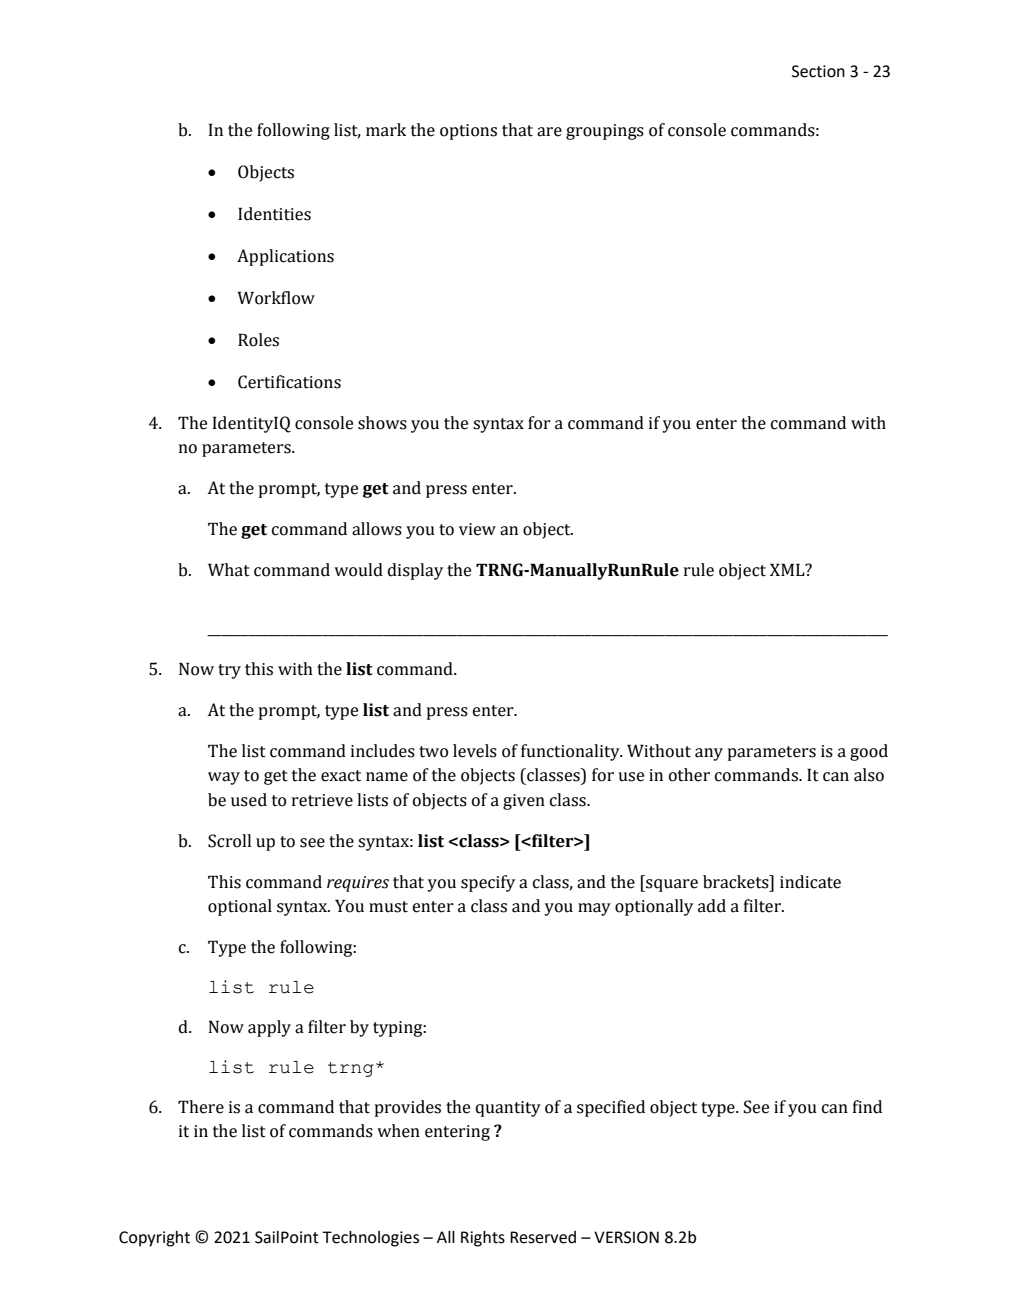 Section 3 - 23
b. In the following list, mark the options that are groupings of console commands:
• Objects
• Identities
• Applications
• Workflow
• Roles
• Certifications
4. The IdentityIQ console shows you the syntax for a command if you enter the command with
no parameters.
a. At the prompt, type get and press enter.
The get command allows you to view an object.
b. What command would display the TRNG-ManuallyRunRule rule object XML?
5. Now try this with the list command.
a. At the prompt, type list and press enter.
The list command includes two levels of functionality. Without any parameters is a good
way to get the exact name of the objects (classes) for use in other commands. It can also
be used to retrieve lists of objects of a given class.
b. Scroll up to see the syntax: list <class> [<filter>]
This command requires that you specify a class, and the [square brackets] indicate
optional syntax. You must enter a class and you may optionally add a filter.
c. Type the following:
list rule
d. Now apply a filter by typing:
list rule trng*
6. There is a command that provides the quantity of a specified object type. See if you can find
it in the list of commands when entering ?
Copyright © 2021 SailPoint Technologies – All Rights Reserved – VERSION 8.2b